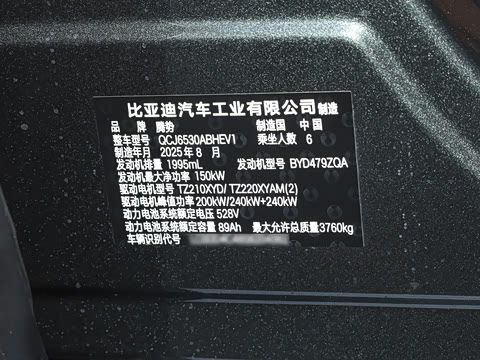 比亚迪汽车工业有限公司 制造
品 牌 腾势 制造国 中 国
整车型号 QCJ6530ABHEV1 乘坐人数 6
制造年月 2025年8月
发动机排量 1995mL 发动机型号 BYD479ZQA
发动机最大净功率 150kW
驱动电机型号 TZ210XYD/TZ220XYAM(2)
驱动电机峰值功率 200kW/240kW+240kW
动力电池系统额定电压 528V
动力电池系统额定容量 89Ah 最大允许总质量3760kg
车辆识别代号